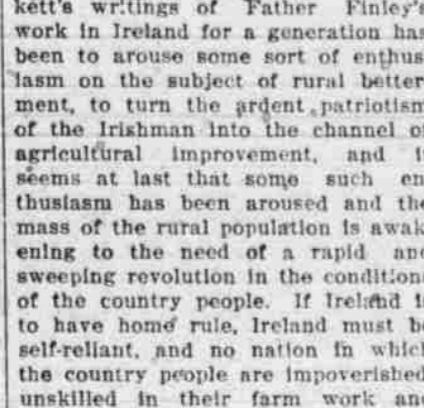 kett's writings of Father Finley's
work in Ireland for a generation has
been to arouse some sort of enthus
iasm on the subject of rural better
ment, to turn the ardent patriotism
of the Irishman into the channel of
agricultural improvement, and it
seems at last that some such en
thusiasm has been aroused and the
mass of the rural population is awak
ening to the need of a rapid and
sweeping revolution in the conditions
of the country people. If Ireland is
to have home rule, Ireland must be
self-reliant, and no nation in which
the country people are impoverished
unskilled in their farm work and